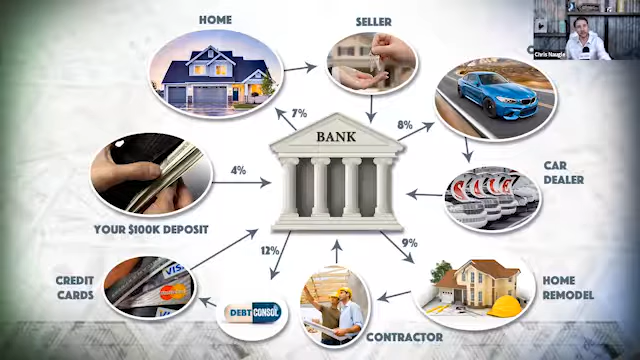 HOME
SELLER
C
Chris Naugle
7%
BANK
8%
4%
CAR
DEALER
YOUR $100K DEPOSIT
12%
9%
CREDIT
CARDS
VISA
DEBT CONSOL
HOME
REMODEL
CONTRACTOR